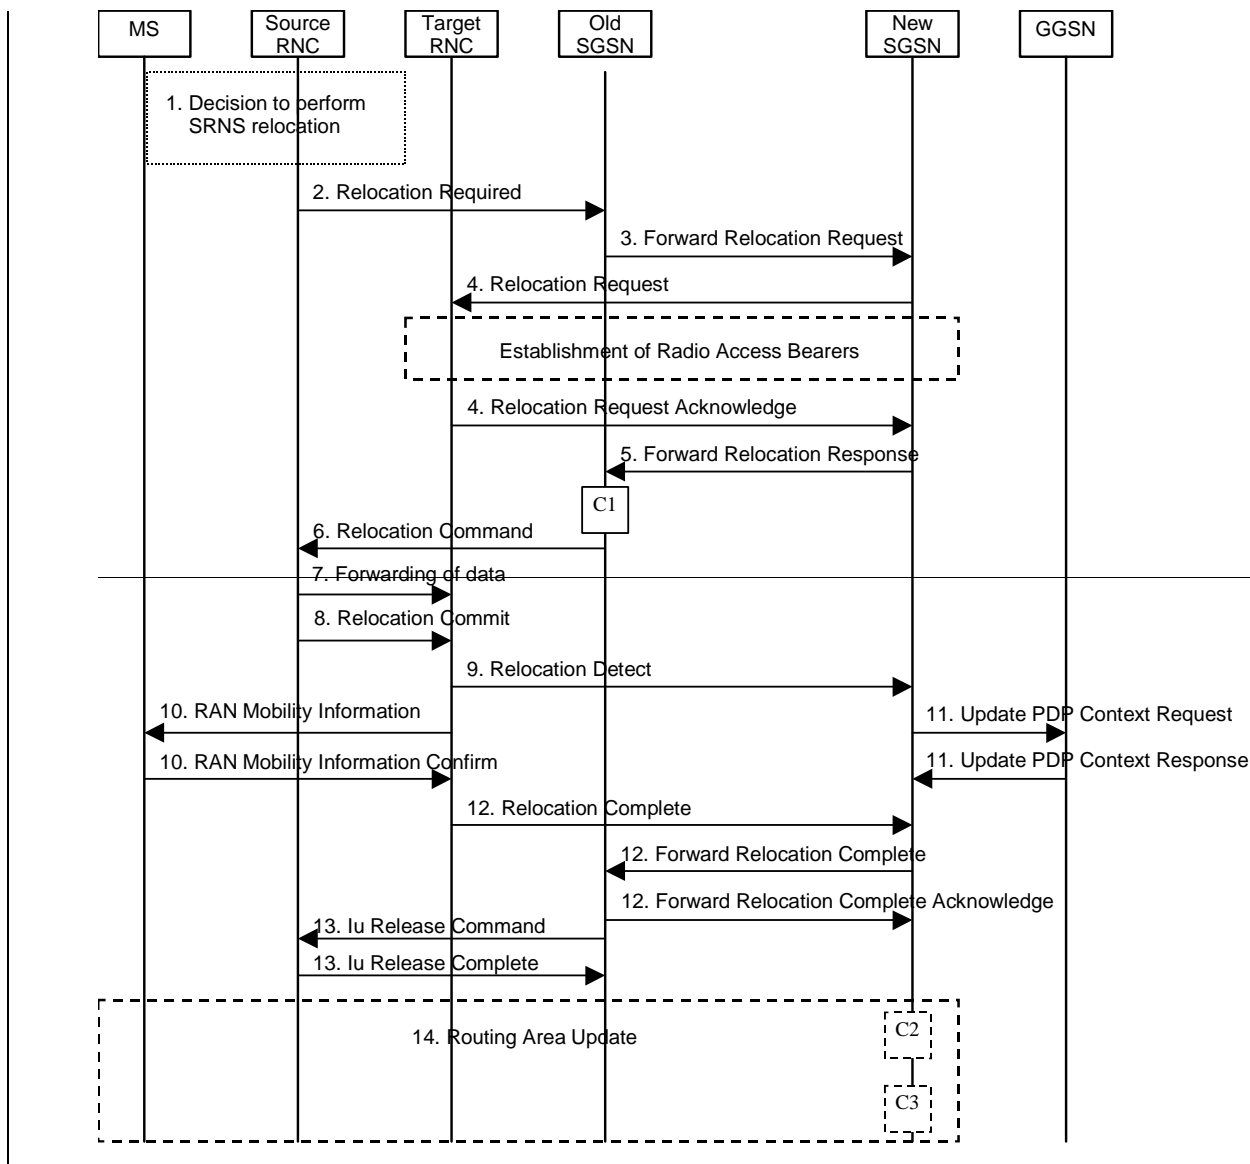 MS
Source
RNC
Target
RNC
Old
SGSN
New
SGSN
GGSN
1. Decision to perform
SRNS relocation
2. Relocation Required
3. Forward Relocation Request
4. Relocation Request
Establishment of Radio Access Bearers
4. Relocation Request Acknowledge
5. Forward Relocation Response
C1
6. Relocation Command
7. Forwarding of data
8. Relocation Commit
9. Relocation Detect
10. RAN Mobility Information
11. Update PDP Context Request
10. RAN Mobility Information Confirm
11. Update PDP Context Response
12. Relocation Complete
12. Forward Relocation Complete
12. Forward Relocation Complete Acknowledge
13. Iu Release Command
13. Iu Release Complete
14. Routing Area Update
C2
C3